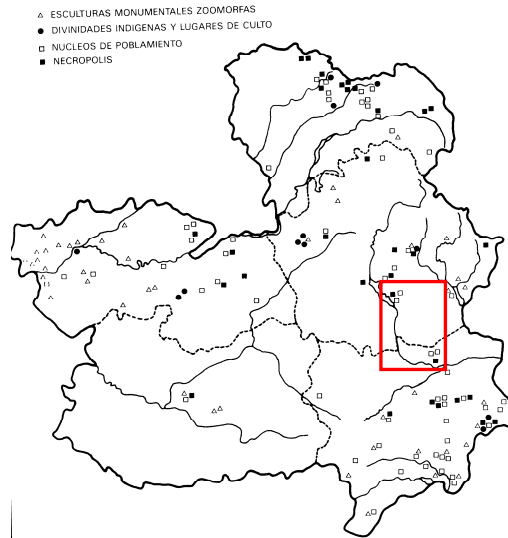 ESCULTURAS MONUMENTALES ZOOMORFAS
DIVINIDADES INDIGENAS Y LUGARES DE CULTO
NUCLEOS DE POBLAMIENTO
NECROPOLIS